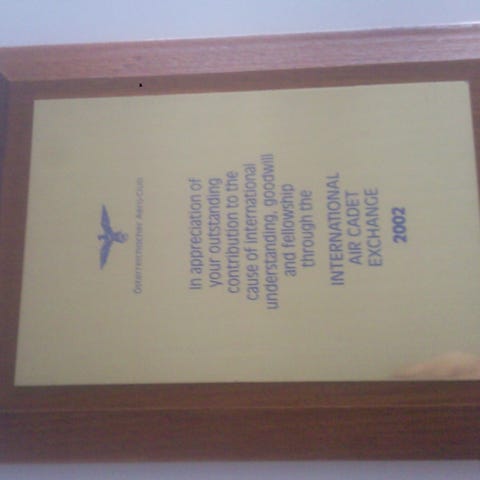 Österreichischer Aero-Club
In appreciation of
your outstanding
contribution to the
cause of international
understanding, goodwill
and fellowship
through the
INTERNATIONAL
AIR CADET
EXCHANGE
2002